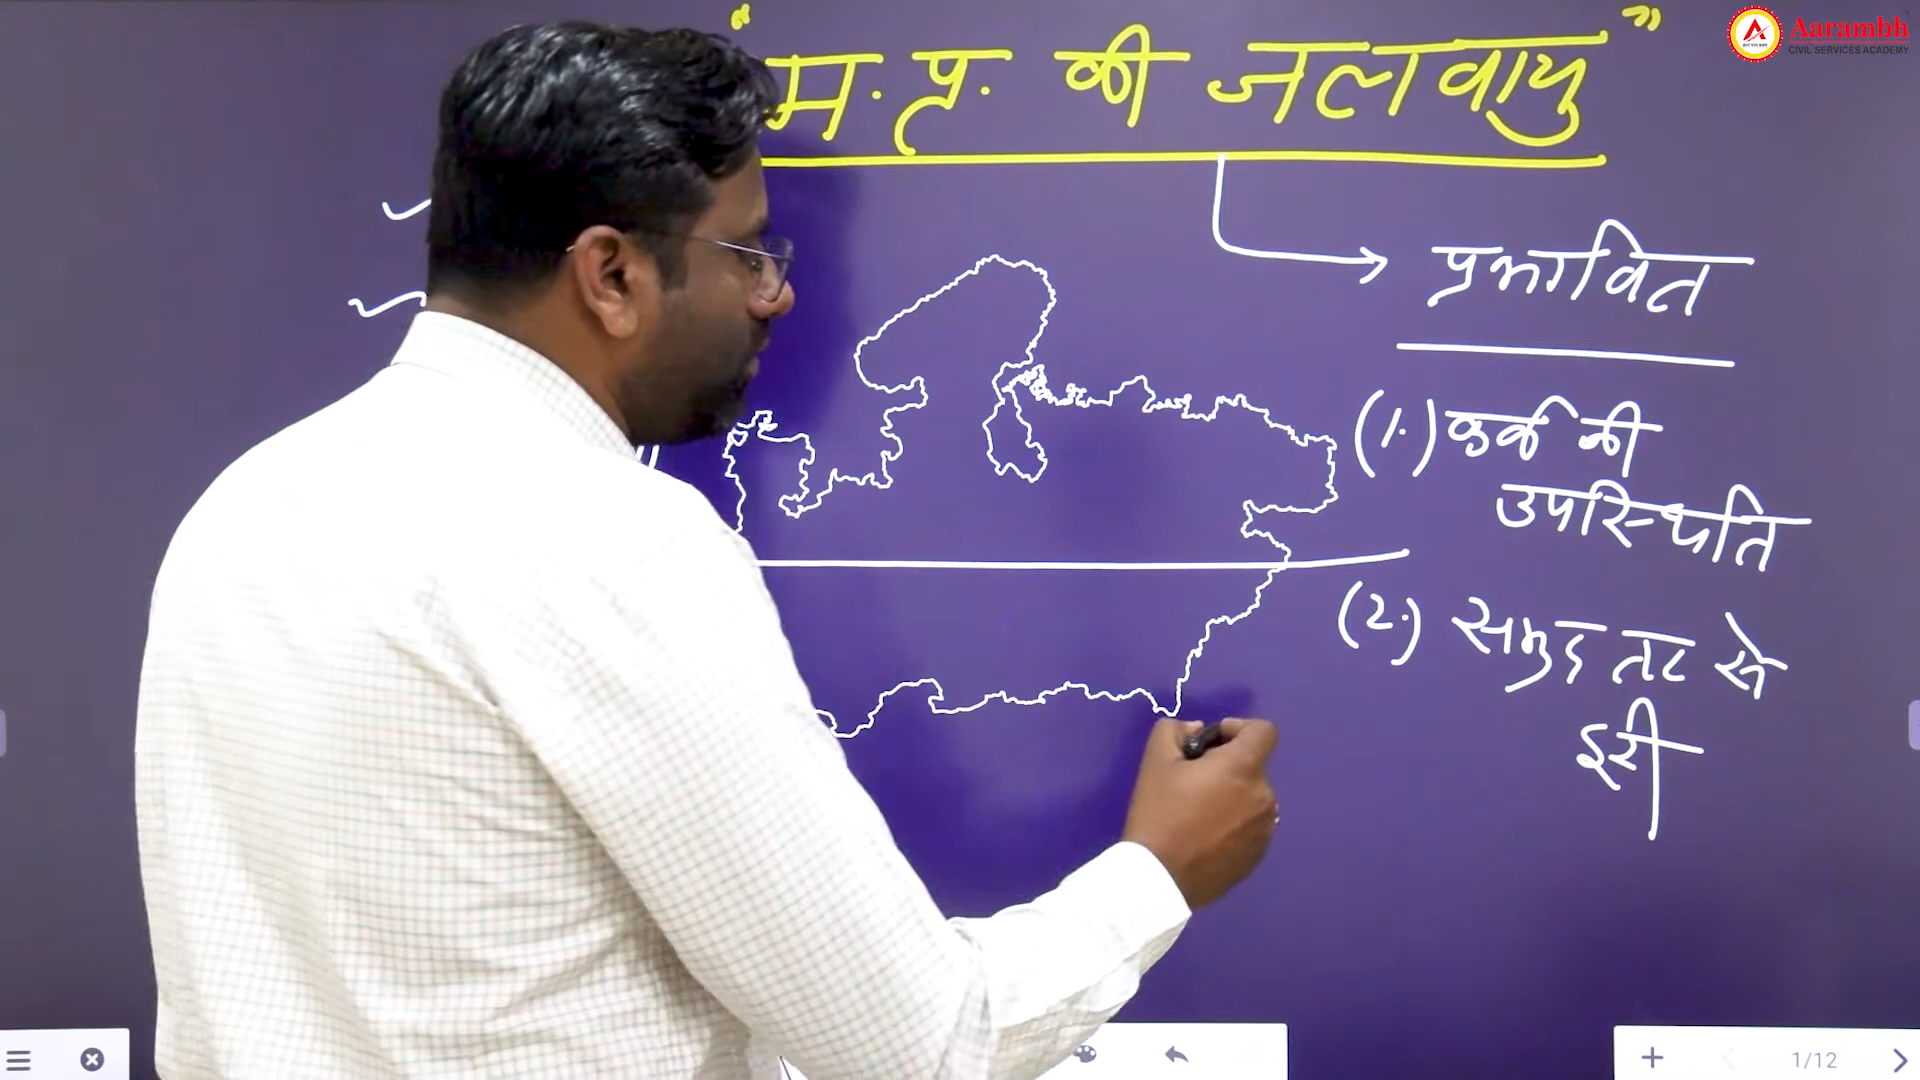 "म. प्र. की जलवायु"
Aarambh
CIVIL SERVICES ACADEMY
प्रभावित
(1.) कर्क की
उपस्थिति
(2.) समुद्र तट से
दूरी
1/12